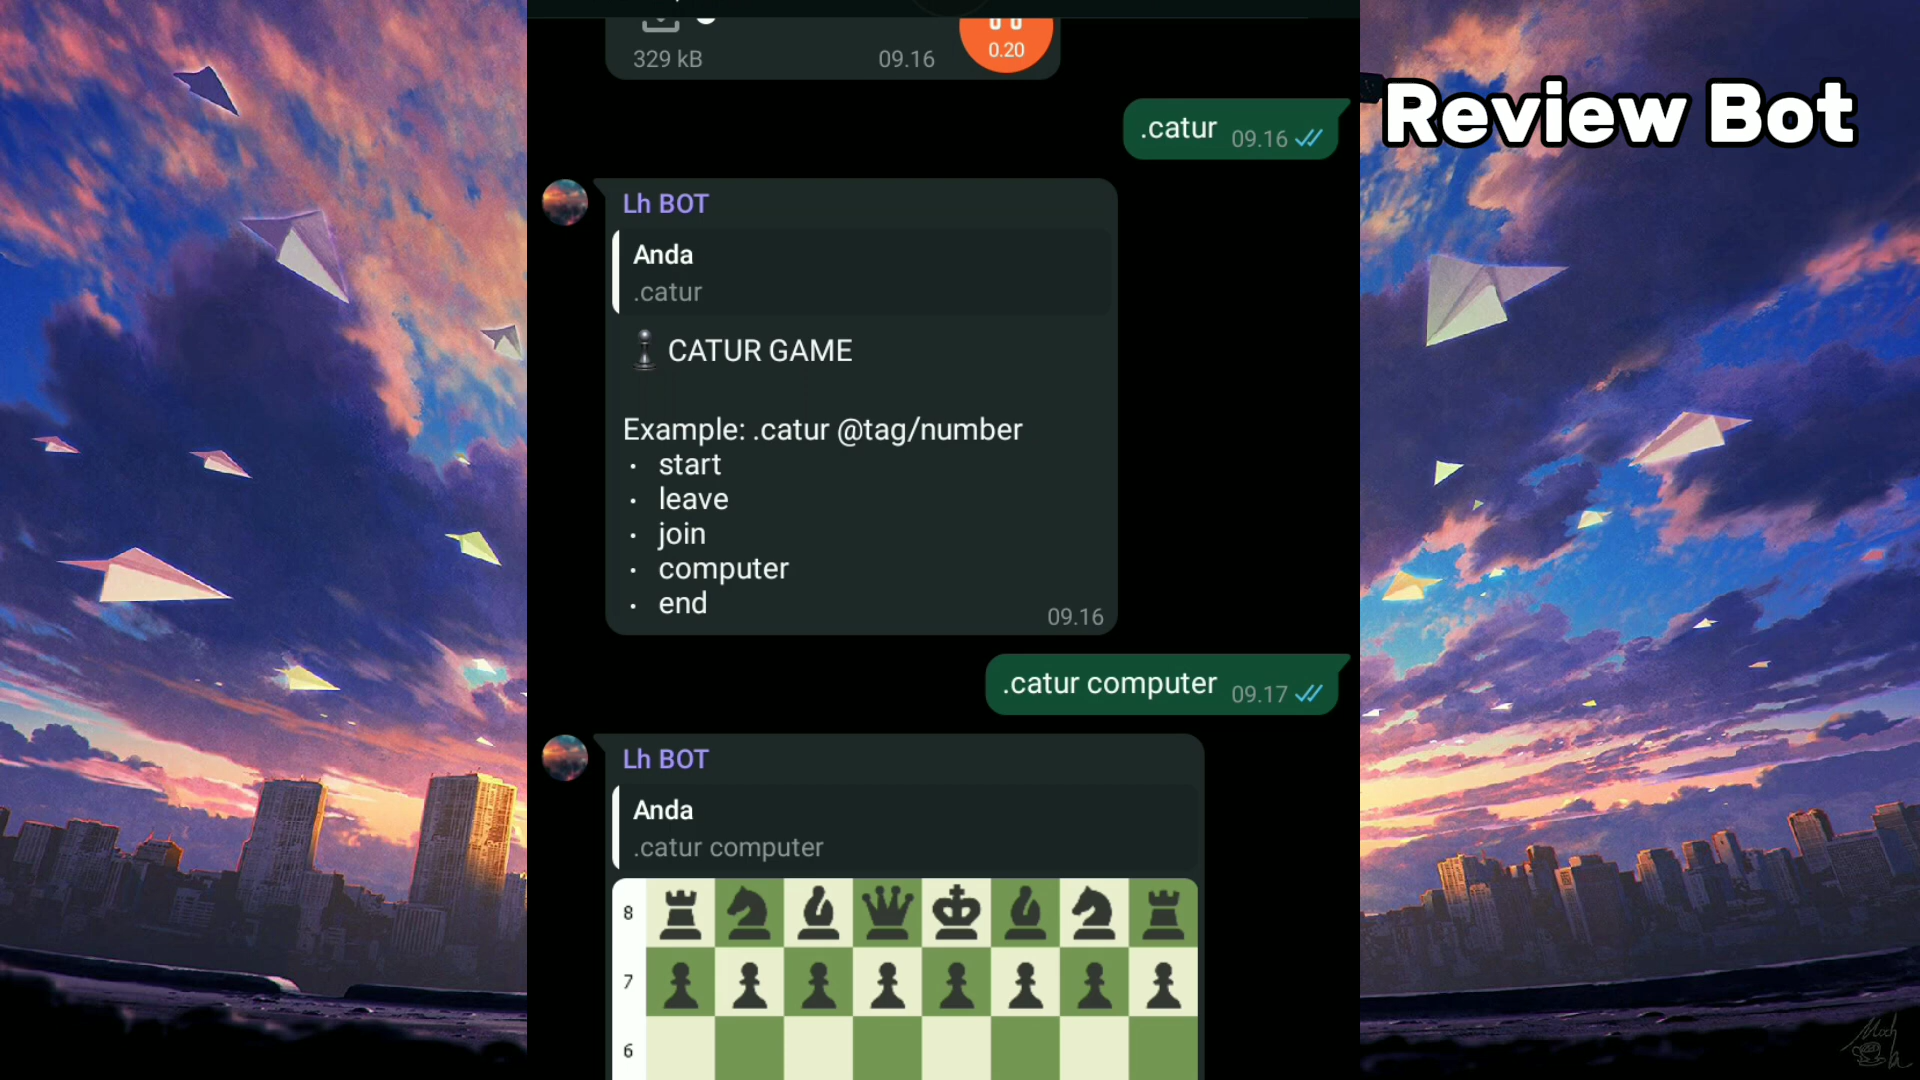 329 kB 09.16
0.20
Review Bot
.catur 09.16
Lh BOT
Anda
.catur
CATUR GAME
Example: .catur @tag/number
• start
• leave
• join
• computer
• end
09.16
.catur computer 09.17
Lh BOT
Anda
.catur computer
8
7
6